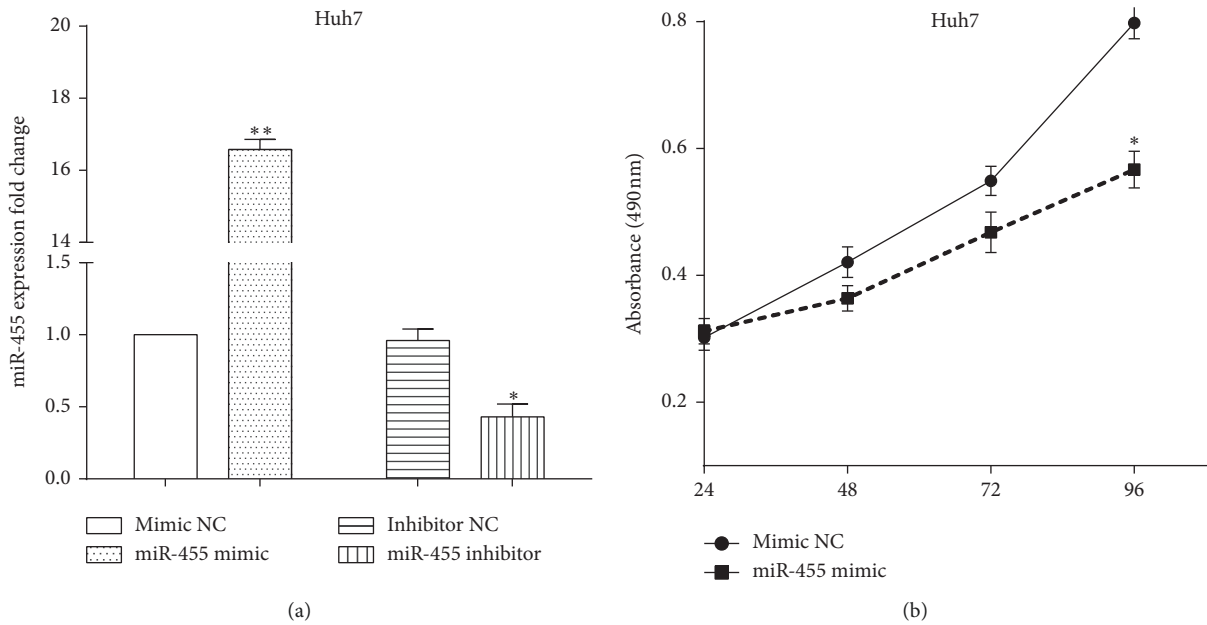 Huh7
miR-455 expression fold change
20
18
16
14
1.5
1.0
0.5
0.0
**
*
Mimic NC
miR-455 mimic
Inhibitor NC
miR-455 inhibitor
(a)
Huh7
Absorbance (490 nm)
0.8
0.6
0.4
0.2
*
24 48 72 96
Mimic NC
miR-455 mimic
(b)